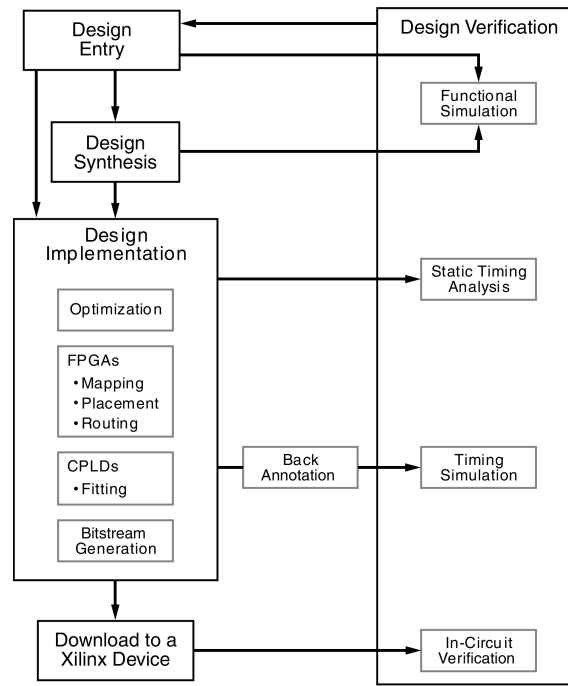 Design
Entry
Design Verification
Functional
Simulation
Design
Synthesis
Design
Implementation
Static Timing
Analysis
Optimization
FPGAs
• Mapping
• Placement
• Routing
CPLDs
• Fitting
Back
Annotation
Timing
Simulation
Bitstream
Generation
Download to a
Xilinx Device
In-Circuit
Verification